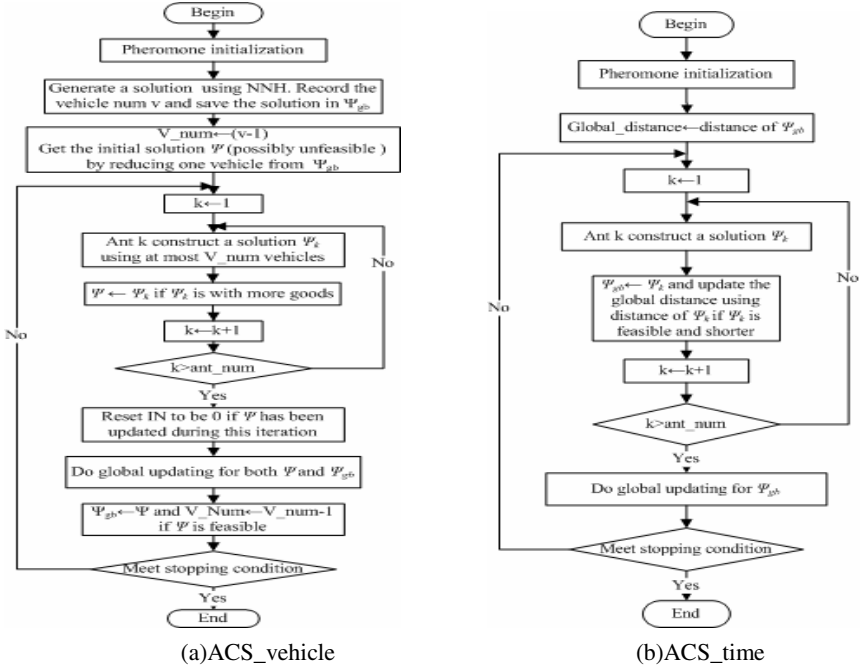 Begin
Pheromone initialization
Generate a solution using NNH. Record the
vehicle num v and save the solution in Ψgb
V_num←(v-1)
Get the initial solution Ψ (possibly unfeasible )
by reducing one vehicle from Ψgb
k←1
Ant k construct a solution Ψk
using at most V_num vehicles
No
Ψ ← Ψk if Ψk is with more goods
No
k←k+1
k>ant_num
Yes
Reset IN to be 0 if Ψ has been
updated during this iteration
Do global updating for both Ψ and Ψgb
Ψgb←Ψ and V_Num←V_num-1
if Ψ is feasible
Meet stopping condition
Yes
End
(a)ACS_vehicle
Begin
Pheromone initialization
Global_distance←distance of Ψgb
k←1
Ant k construct a solution Ψk
No
Ψgb← Ψk and update the
global distance using
distance of Ψk if Ψk is
feasible and shorter
No
k←k+1
k>ant_num
Yes
Do global updating for Ψgb
Meet stopping condition
Yes
End
(b)ACS_time